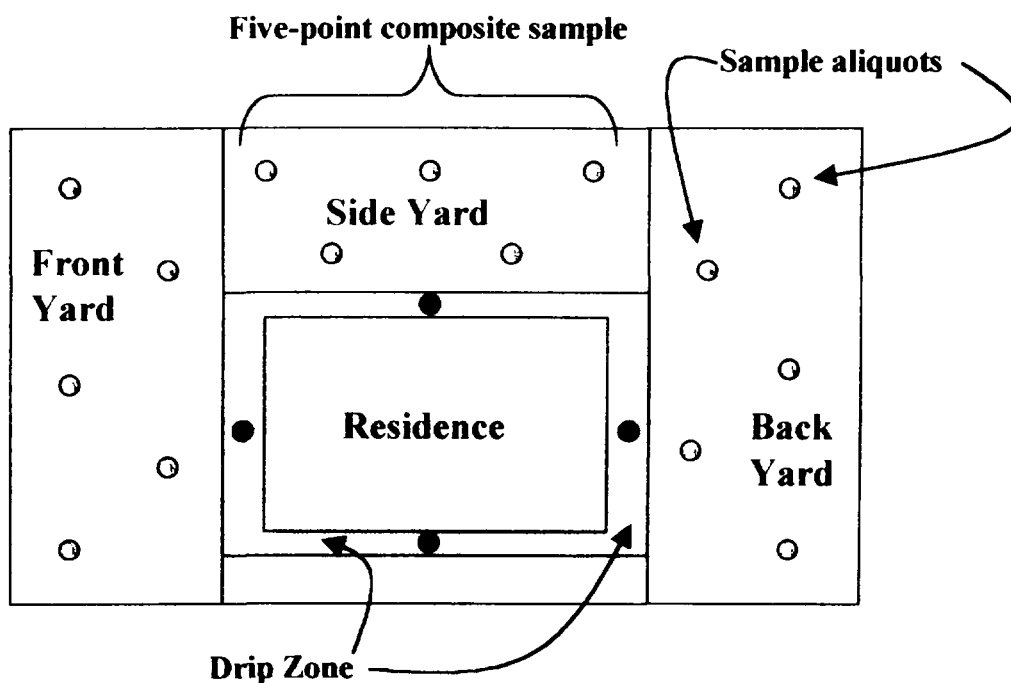 Five-point composite sample
Sample aliquots
Side Yard
Front
Yard
Residence
Back
Yard
Drip Zone